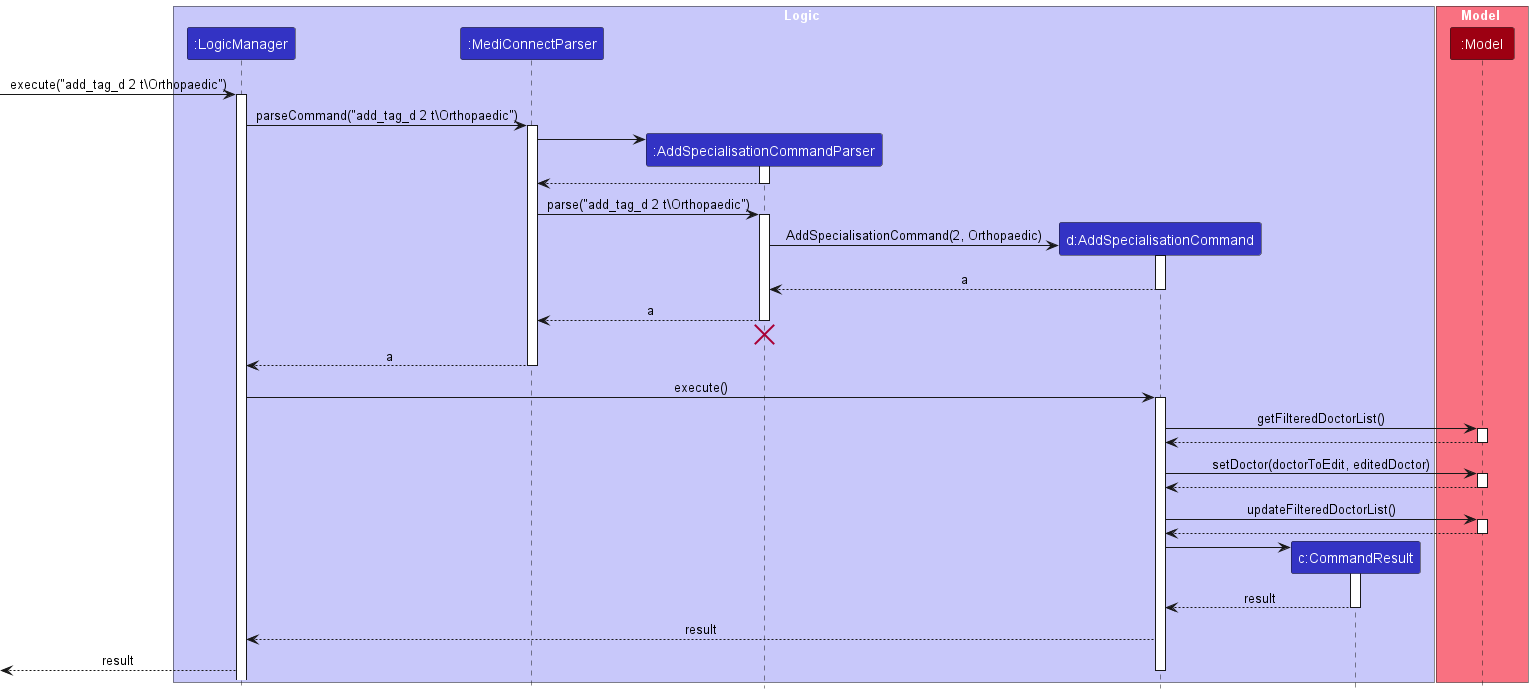 Logic
Model
:LogicManager
:MediConnectParser
:Model
execute("add_tag_d 2 t\Orthopaedic")
parseCommand("add_tag_d 2 t\Orthopaedic")
:AddSpecialisationCommandParser
parse("add_tag_d 2 t\Orthopaedic")
AddSpecialisationCommand(2, Orthopaedic)
d:AddSpecialisationCommand
a
a
a
execute()
getFilteredDoctorList()
setDoctor(doctorToEdit, editedDoctor)
updateFilteredDoctorList()
c:CommandResult
result
result
result